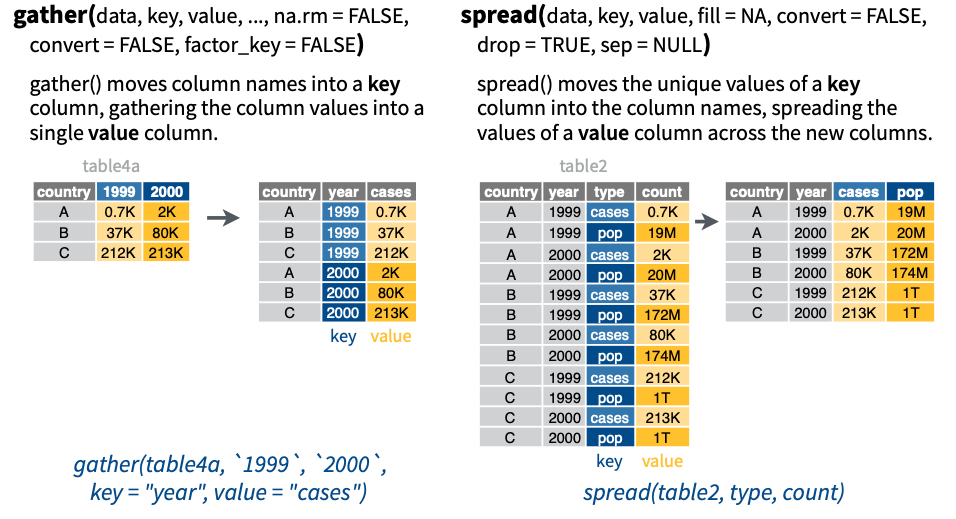 gather(data, key, value, ..., na.rm = FALSE,
convert = FALSE, factor_key = FALSE)
gather() moves column names into a key
column, gathering the column values into a
single value column.
table4a
country 1999 2000
A 0.7K 2K
B 37K 80K
C 212K 213K
country year cases
A 1999 0.7K
B 1999 37K
C 1999 212K
A 2000 2K
B 2000 80K
C 2000 213K
key value
gather(table4a, `1999`, `2000`,
key = "year", value = "cases")
spread(data, key, value, fill = NA, convert = FALSE,
drop = TRUE, sep = NULL)
spread() moves the unique values of a key
column into the column names, spreading the
values of a value column across the new columns.
table2
country year type count
A 1999 cases 0.7K
A 1999 pop 19M
A 2000 cases 2K
A 2000 pop 20M
B 1999 cases 37K
B 1999 pop 172M
B 2000 cases 80K
B 2000 pop 174M
C 1999 cases 212K
C 1999 pop 1T
C 2000 cases 213K
C 2000 pop 1T
key value
country year cases pop
A 1999 0.7K 19M
A 2000 2K 20M
B 1999 37K 172M
B 2000 80K 174M
C 1999 212K 1T
C 2000 213K 1T
spread(table2, type, count)